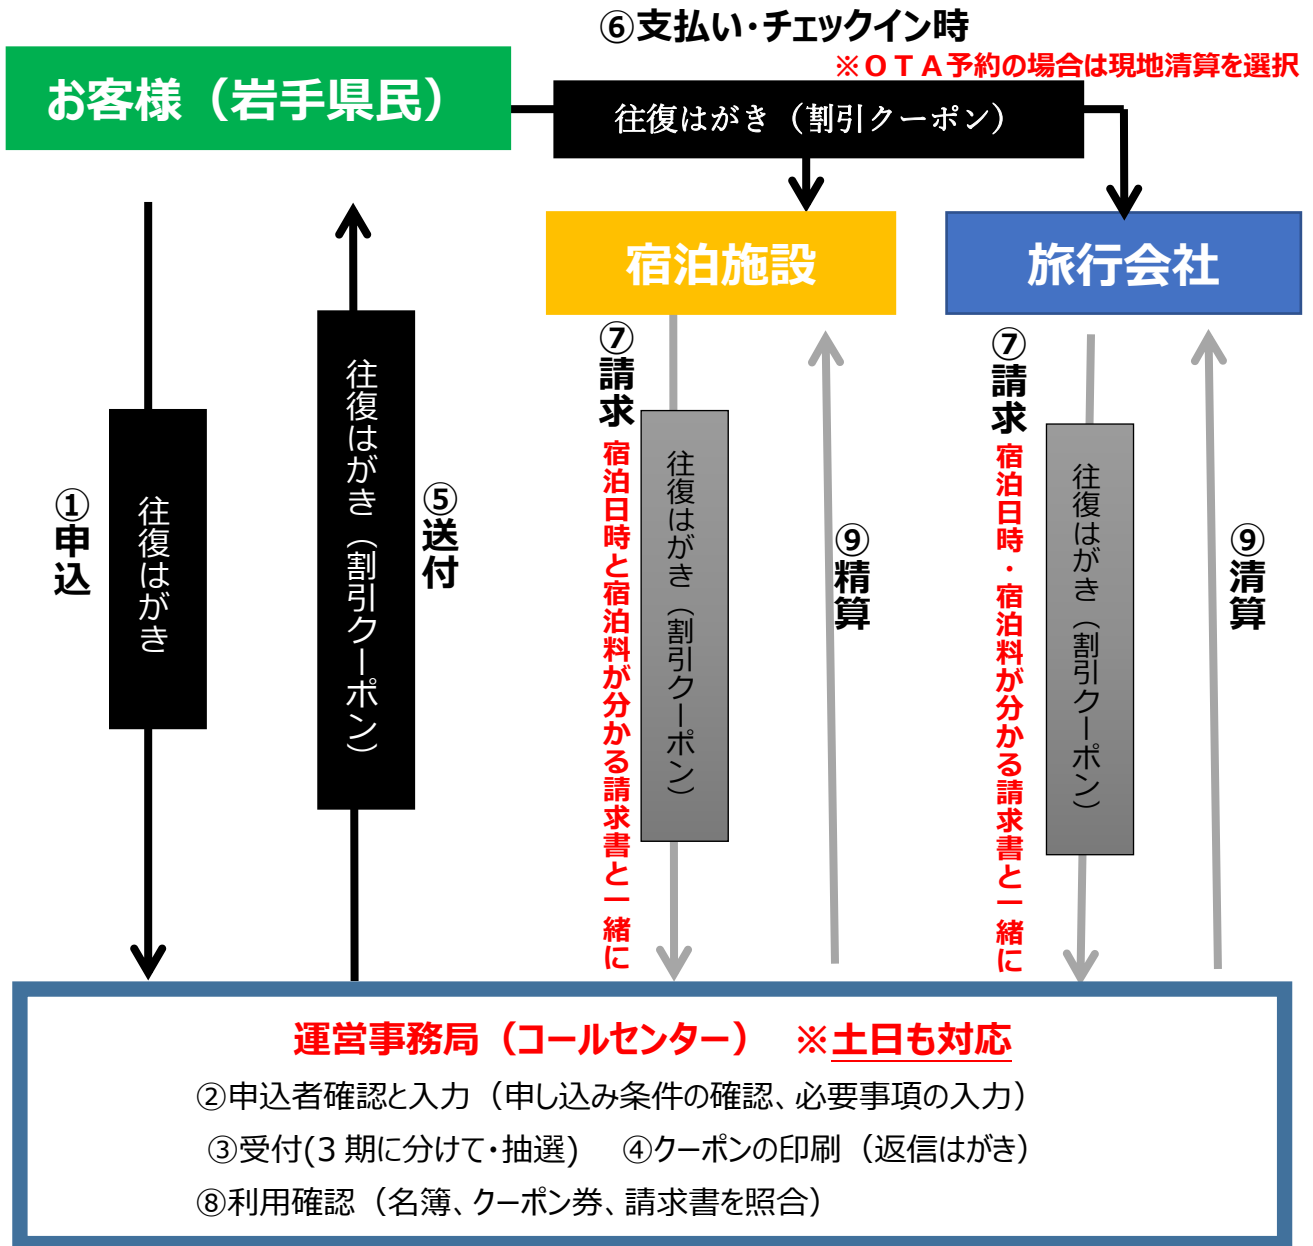 ⑥支払い・チェックイン時
※ＯＴＡ予約の場合は現地清算を選択
お客様（岩手県民）
往復はがき（割引クーポン）
宿泊施設
旅行会社
①申込
往復はがき
往復はがき（割引クーポン）
⑤送付
⑦請求
宿泊日時と宿泊料が分かる請求書と一緒に
往復はがき（割引クーポン）
⑨精算
⑦請求
宿泊日時・宿泊料が分かる請求書と一緒に
往復はがき（割引クーポン）
⑨清算
運営事務局（コールセンター）　※土日も対応
②申込者確認と入力（申し込み条件の確認、必要事項の入力）
③受付(3期に分けて・抽選)　④クーポンの印刷（返信はがき）
⑧利用確認（名簿、クーポン券、請求書を照合）